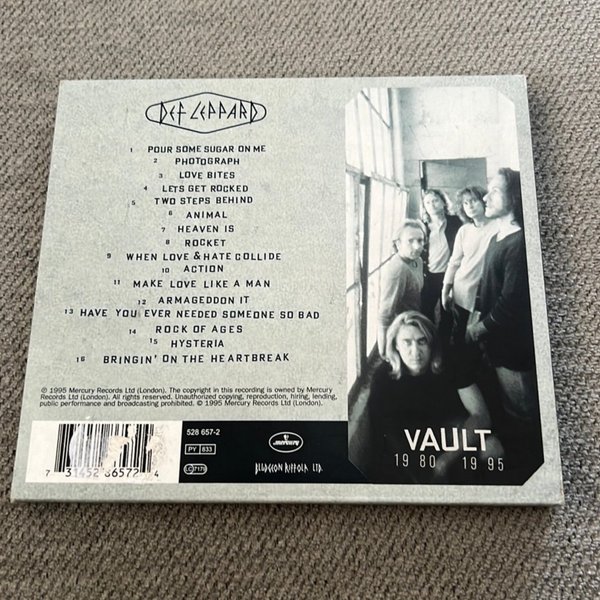 DEF LEPPARD
1 POUR SOME SUGAR ON ME
2 PHOTOGRAPH
3 LOVE BITES
4 LETS GET ROCKED
5 TWO STEPS BEHIND
6 ANIMAL
7 HEAVEN IS
8 ROCKET
9 WHEN LOVE & HATE COLLIDE
10 ACTION
11 MAKE LOVE LIKE A MAN
12 ARMAGEDDON IT
13 HAVE YOU EVER NEEDED SOMEONE SO BAD
14 ROCK OF AGES
15 HYSTERIA
16 BRINGIN' ON THE HEARTBREAK
℗ 1995 Mercury Records Ltd (London). The copyright in this recording is owned by Mercury
Records Ltd (London). All rights reserved. Unauthorized copying, reproduction, hiring, lending,
public performance and broadcasting prohibited. © 1995 Mercury Records Ltd (London).
528 657-2
PY 833
LC 7179
mercury
BLUDGEON RIFFOLA LTD.
VAULT
1980 1995